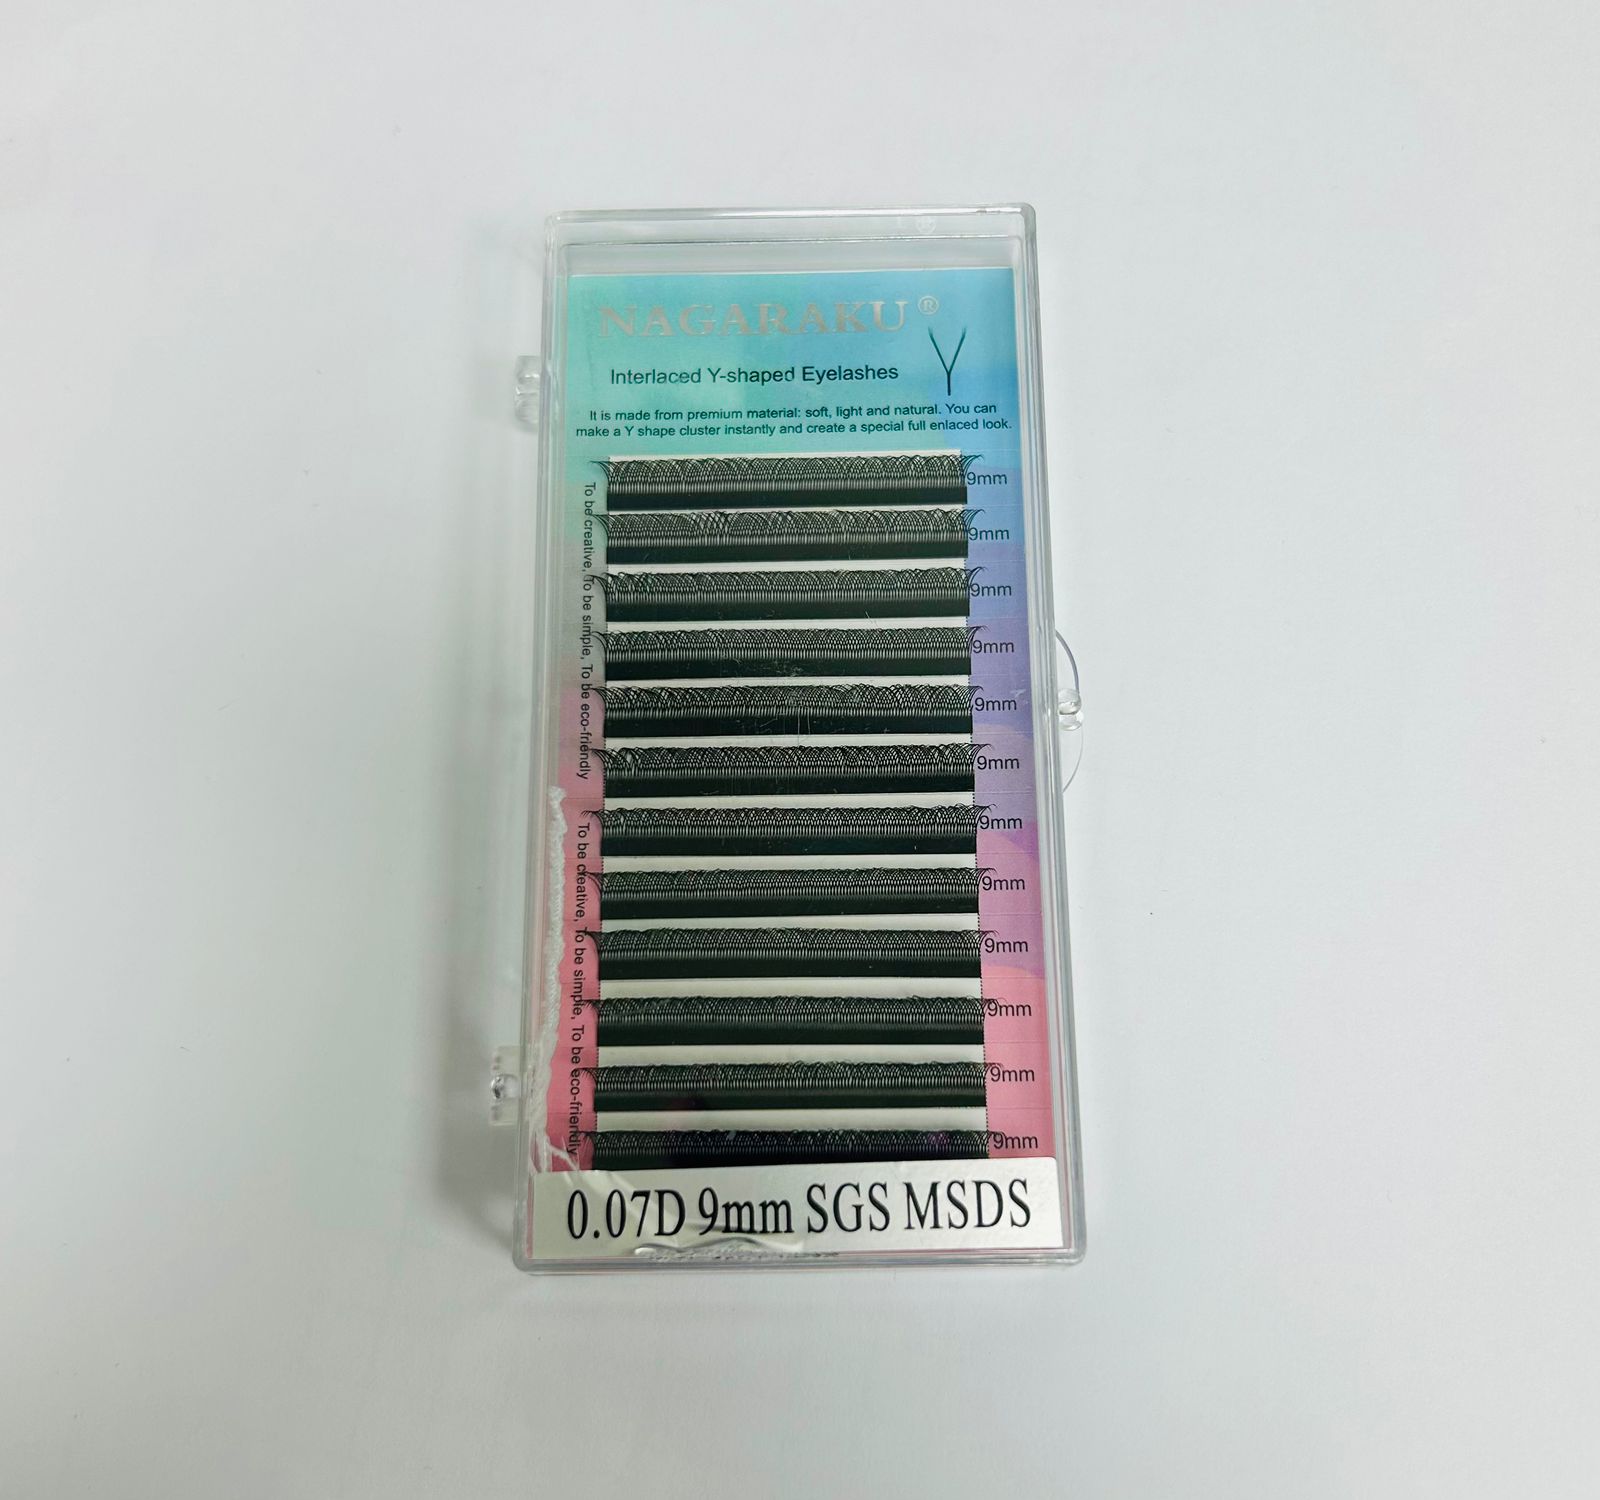 NAGARAKU®
Interlaced Y-shaped Eyelashes
It is made from premium material: soft, light and natural. You can
make a Y shape cluster instantly and create a special full enlaced look.
9mm
9mm
9mm
9mm
9mm
9mm
9mm
9mm
9mm
9mm
9mm
9mm
To be creative, To be simple, To be eco-friendly
To be creative, To be simple, To be eco-friendly
0.07D 9mm SGS MSDS